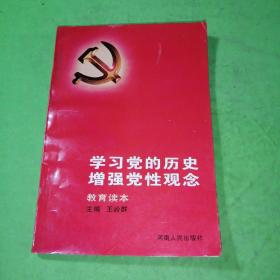 学习党的历史
增强党性观念
教育读本
主编 王岭群
河南人民出版社